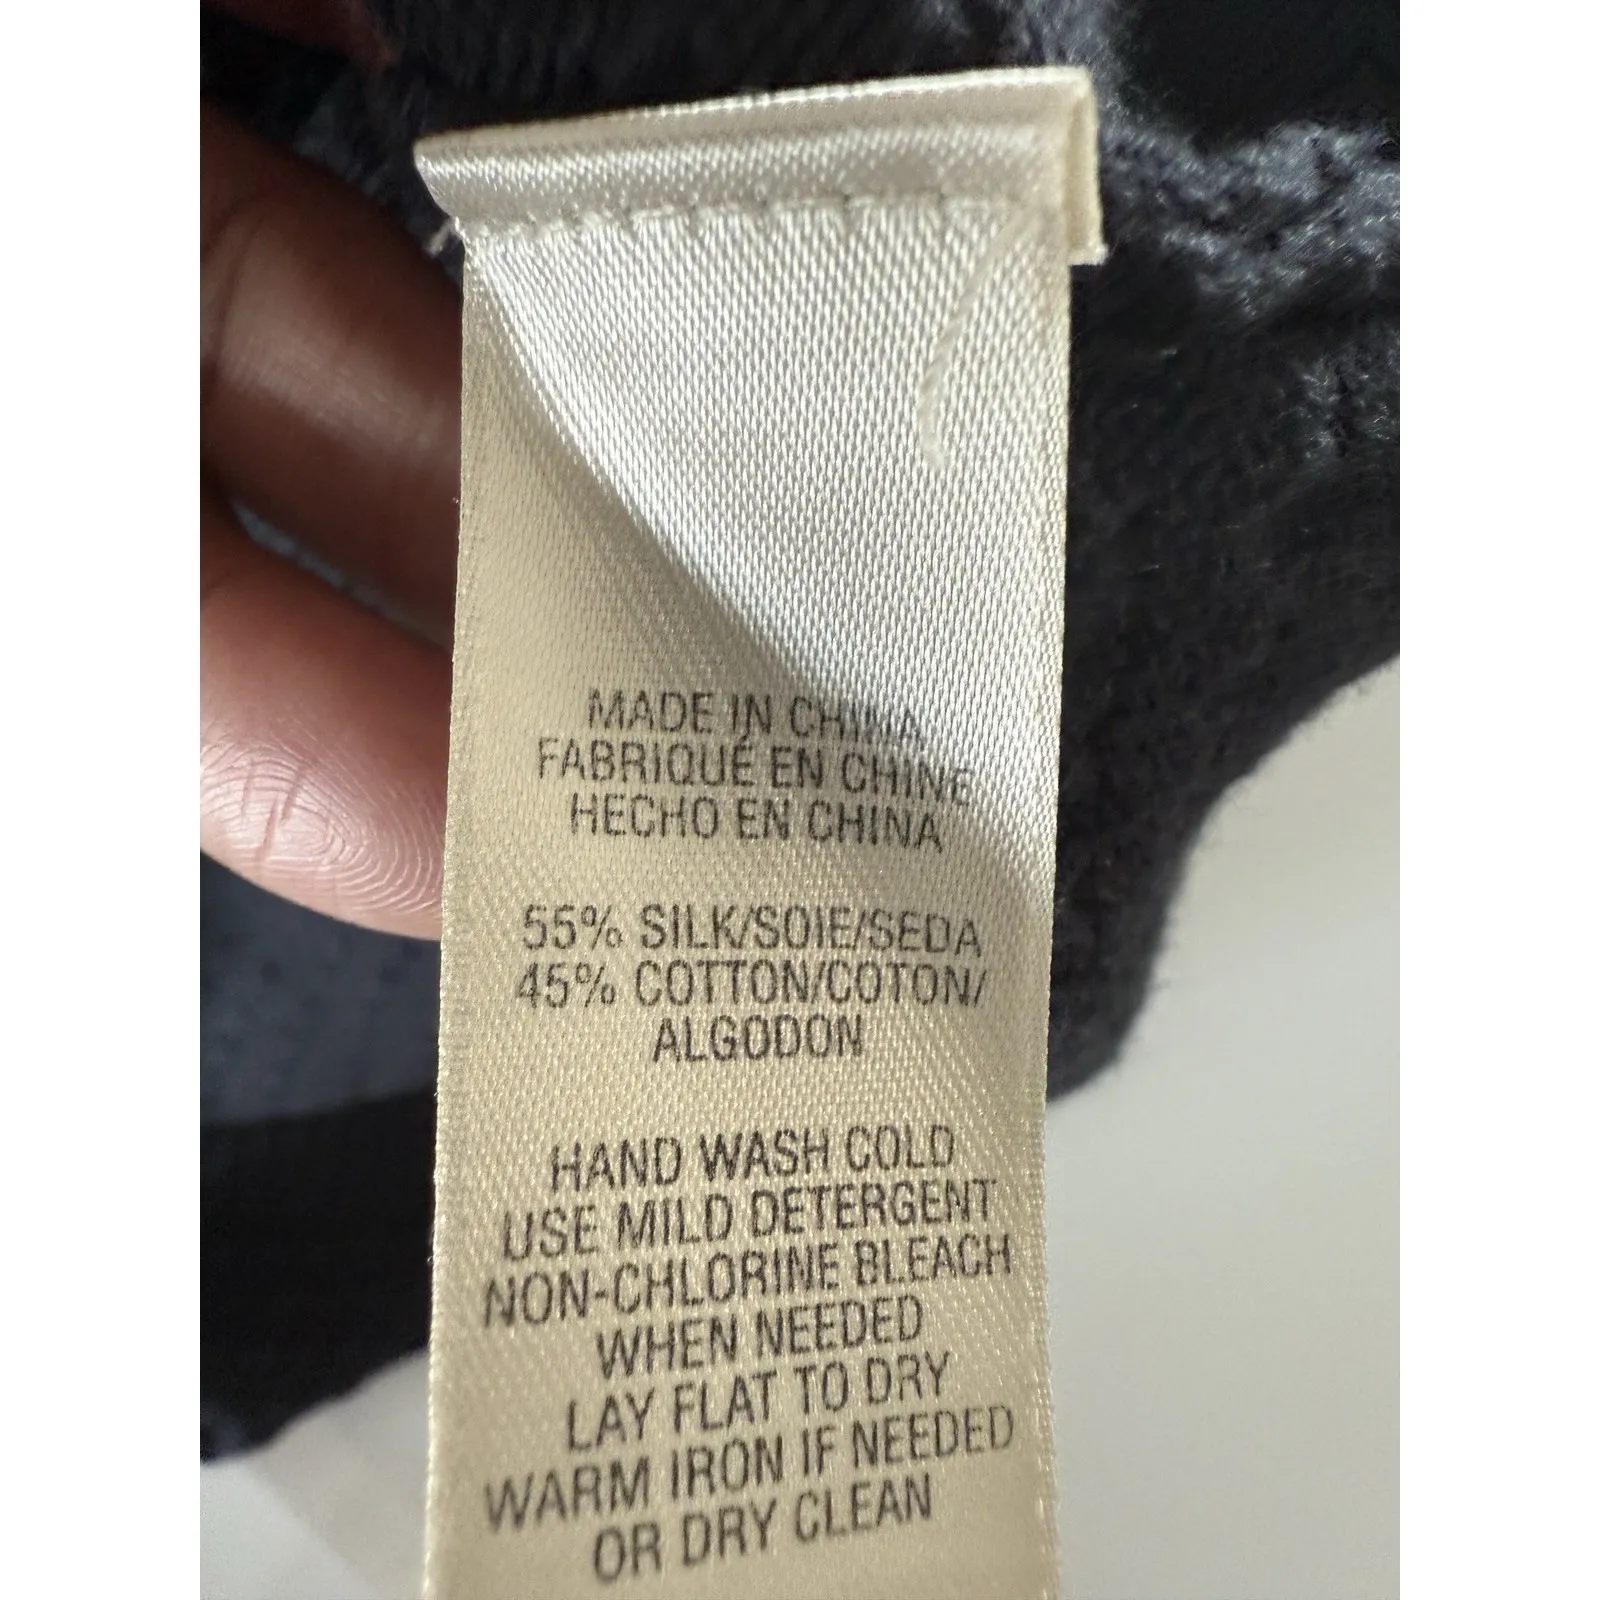 MADE IN CHINA
FABRIQUÉ EN CHINE
HECHO EN CHINA
55% SILK/SOIE/SEDA
45% COTTON/COTON/
ALGODON
HAND WASH COLD
USE MILD DETERGENT
NON-CHLORINE BLEACH
WHEN NEEDED
LAY FLAT TO DRY
WARM IRON IF NEEDED
OR DRY CLEAN